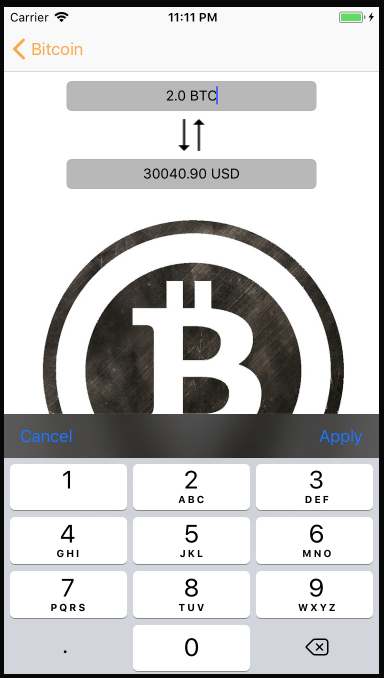 Carrier 11:11 PM
Bitcoin
2.0 BTC
30040.90 USD
Cancel Apply
1 2 3
ABC DEF
4 5 6
GHI JKL MNO
7 8 9
PQRS TUV WXYZ
. 0